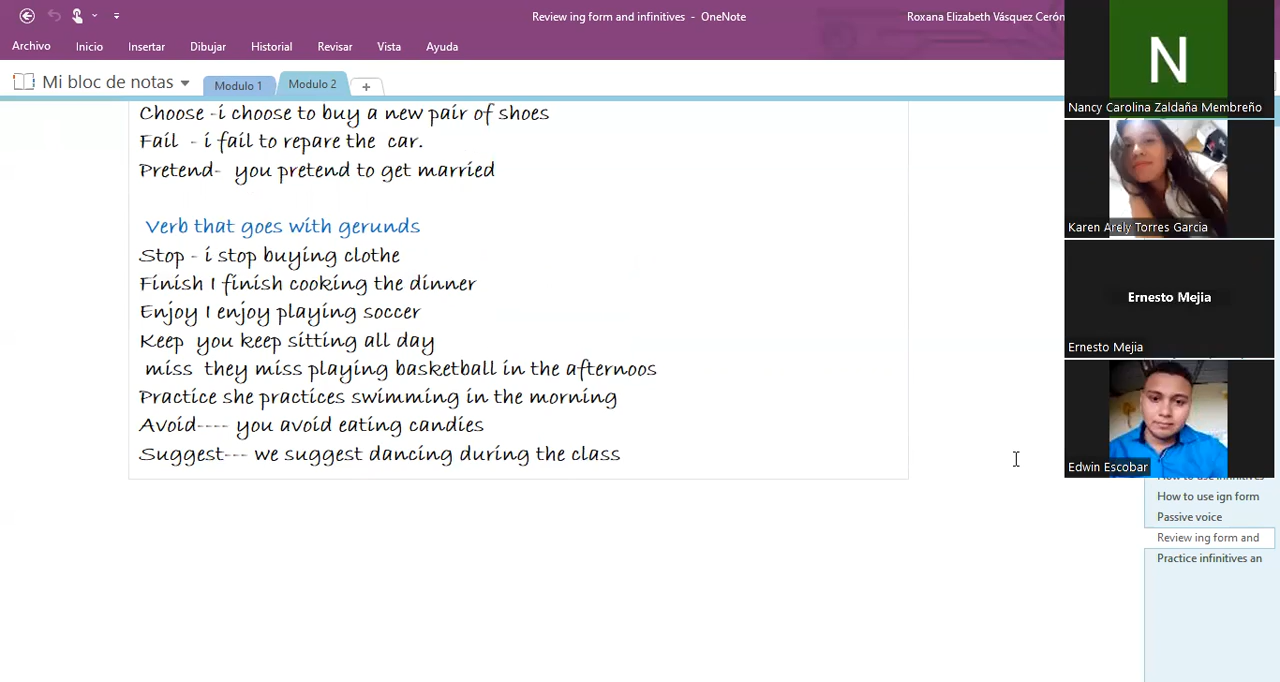 Review ing form and infinitives - OneNote
Roxana Elizabeth Vásquez Cerón
Archivo Inicio Insertar Dibujar Historial Revisar Vista Ayuda
Mi bloc de notas Modulo 1 Modulo 2 +
Choose -i choose to buy a new pair of shoes
Fail - i fail to repare the car.
Pretend- you pretend to get married
Verb that goes with gerunds
Stop - i stop buying clothe
Finish I finish cooking the dinner
Enjoy I enjoy playing soccer
Keep you keep sitting all day
miss they miss playing basketball in the afternoos
Practice she practices swimming in the morning
Avoid---- you avoid eating candies
Suggest--- we suggest dancing during the class
N
Nancy Carolina Zaldaña Membreño
Karen Arely Torres Garcia
Ernesto Mejia
Ernesto Mejia
Edwin Escobar
How to use infinitives
How to use ign form
Passive voice
Review ing form and
Practice infinitives an